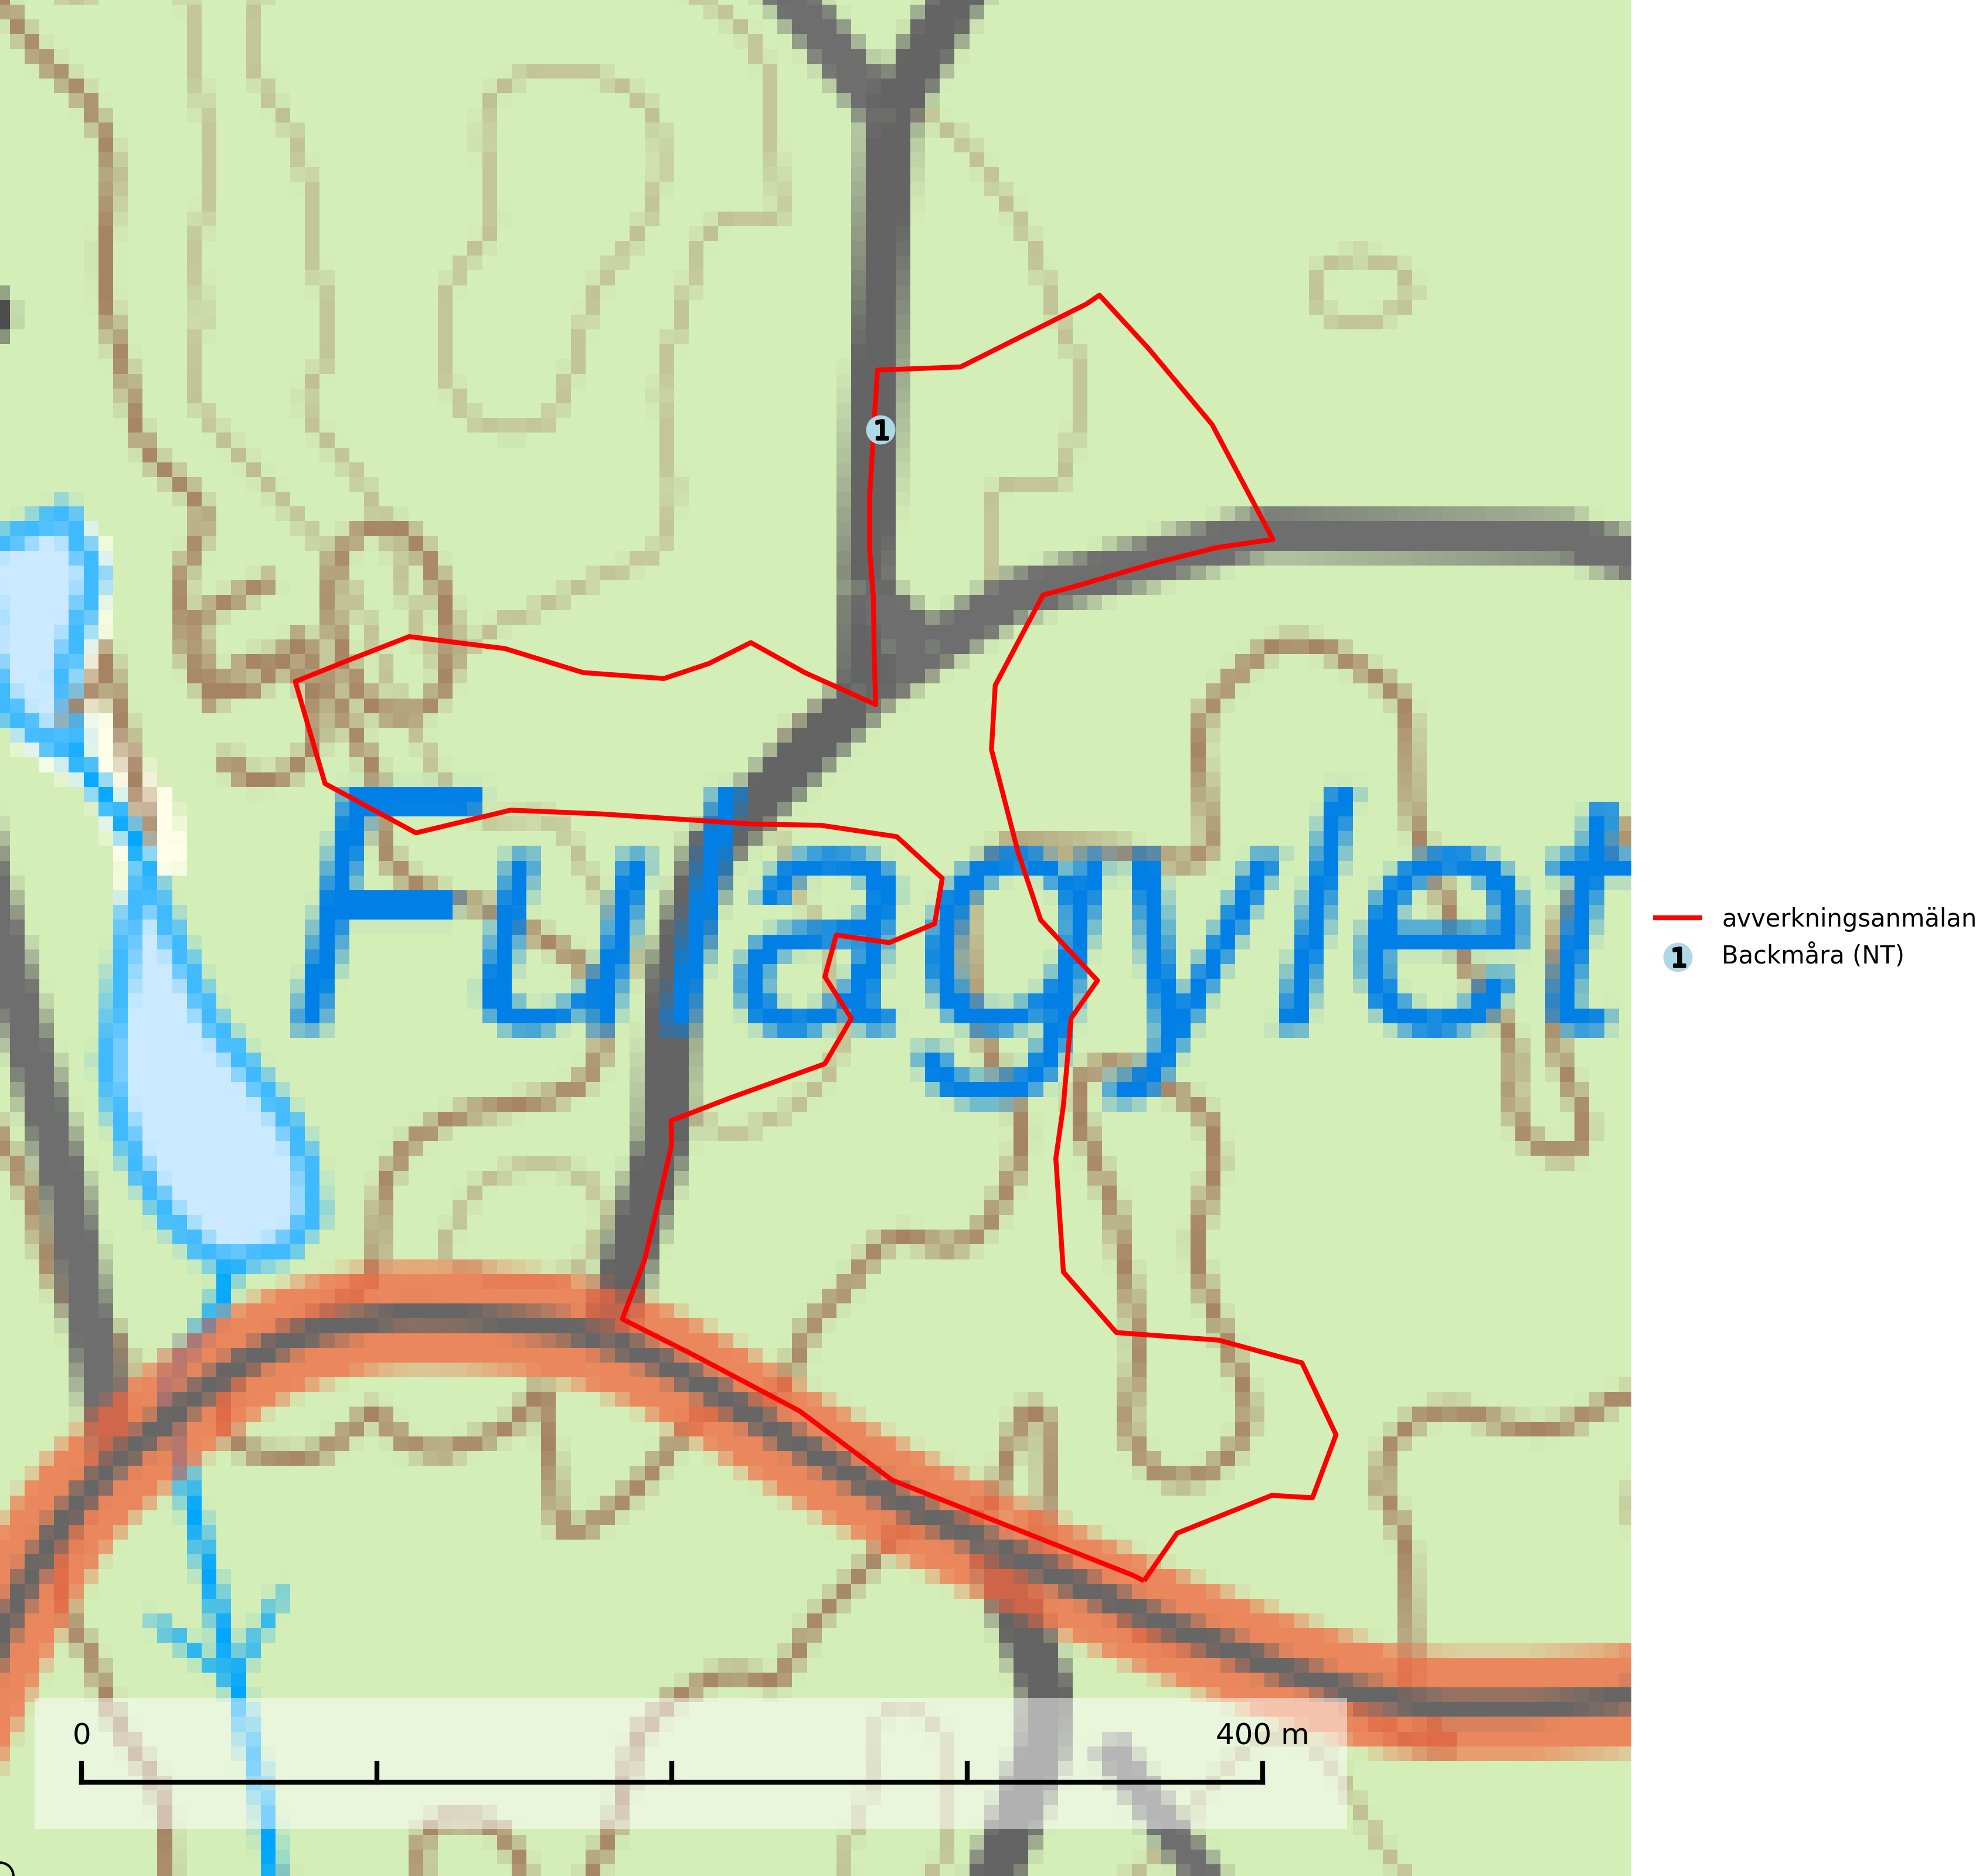 1
Fulagylet
avverkningsanmälan
1 Backmåra (NT)
0 400 m